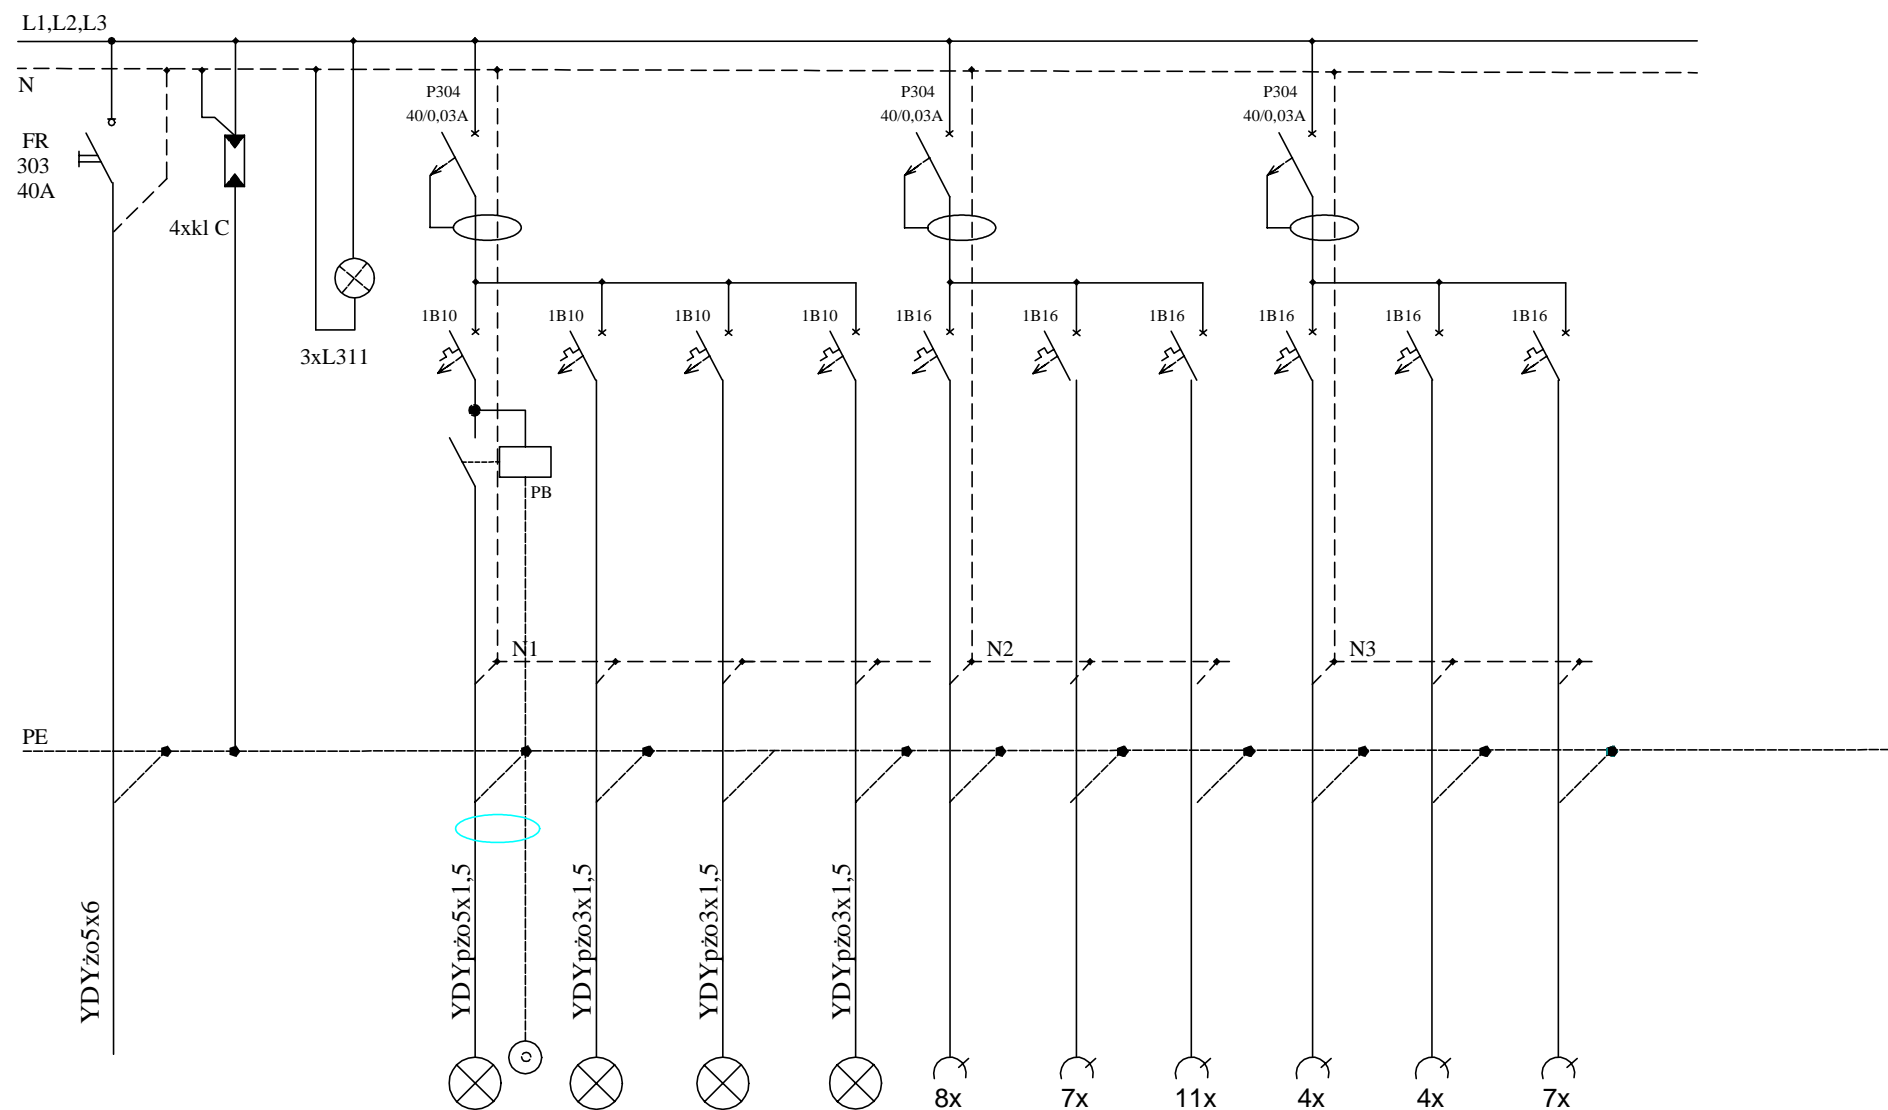 L1,L2,L3
N
P304
40/0,03A
P304
40/0,03A
P304
40/0,03A
FR
303
40A
4xkl C
3xL311
1B10
1B10
1B10
1B10
1B16
1B16
1B16
1B16
1B16
1B16
PB
N1
N2
N3
PE
YDYżo5x6
YDYpżo5x1,5
YDYpżo3x1,5
YDYpżo3x1,5
YDYpżo3x1,5
8x
7x
11x
4x
4x
7x